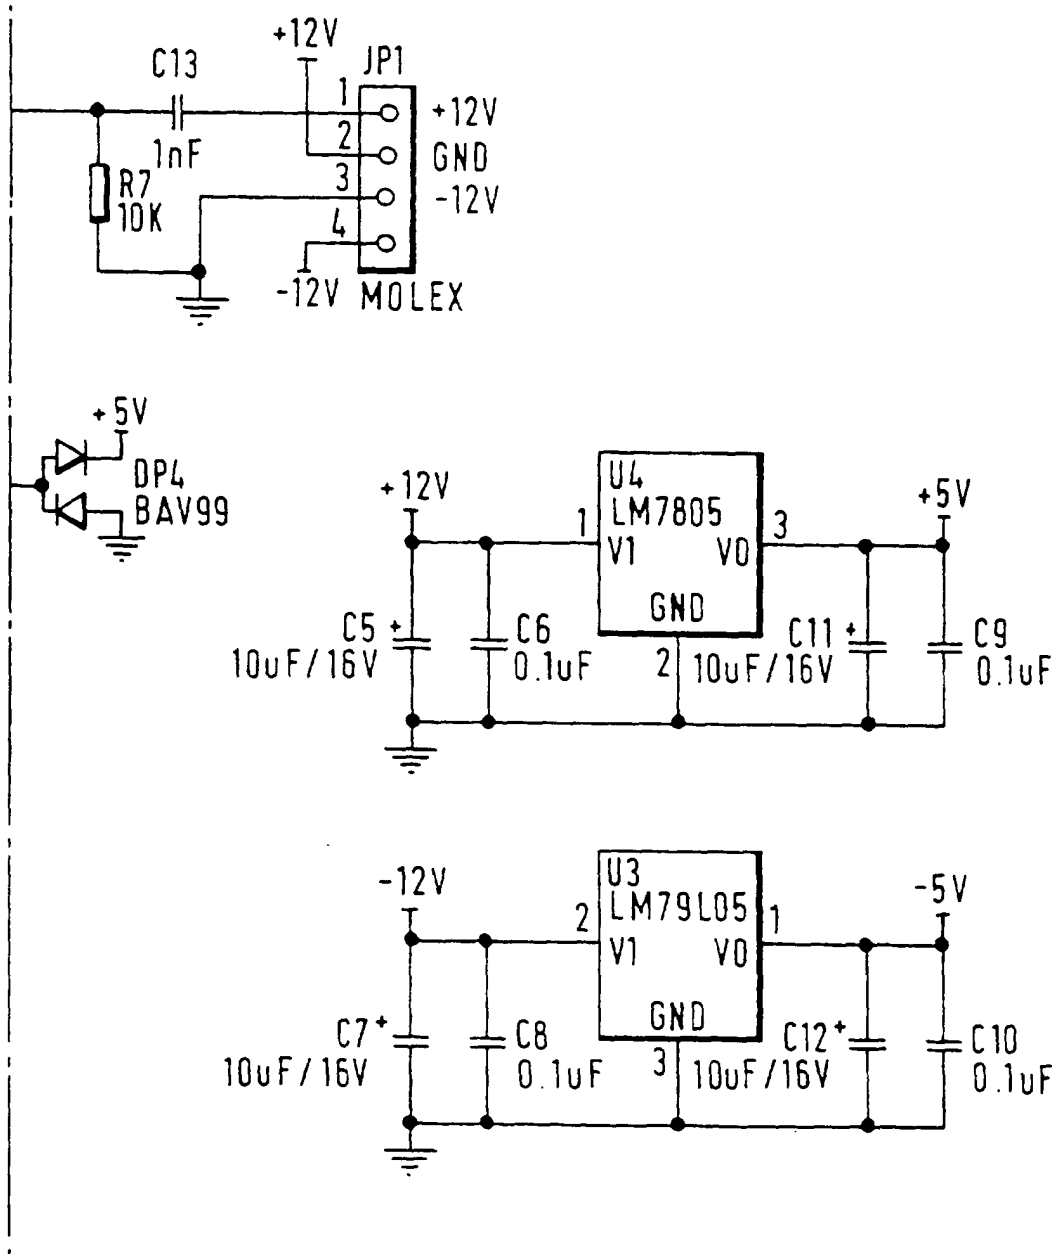 +12V
C13
JP1
1
+12V
2
GND
1nF
3
-12V
R7
10K
4
-12V
MOLEX
+5V
DP4
BAV99
+12V
U4
LM7805
+5V
1
3
V1
VO
GND
C5 +
10uF/16V
C6
0.1uF
2
C11 +
10uF/16V
C9
0.1uF
-12V
U3
LM79L05
-5V
2
1
V1
VO
GND
C7 +
10uF/16V
C8
0.1uF
3
C12 +
10uF/16V
C10
0.1uF